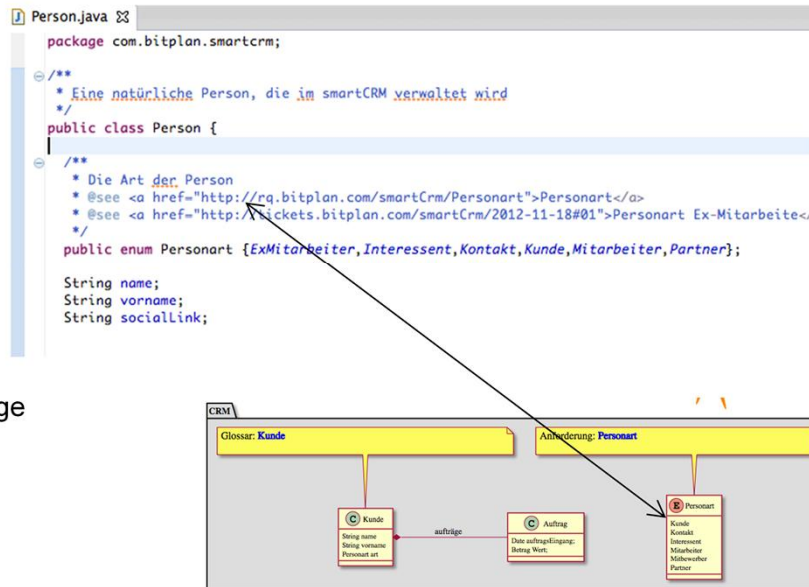 Person.java
package com.bitplan.smartcrm;
/**
* Eine natürliche Person, die im smartCRM verwaltet wird
*/
public class Person {
/**
* Die Art der Person
* @see <a href="http://rq.bitplan.com/smartCrm/Personart">Personart</a>
* @see <a href="http://tickets.bitplan.com/smartCrm/2012-11-18#01">Personart Ex-Mitarbeite</
*/
public enum Personart {ExMitarbeiter,Interessent,Kontakt,Kunde,Mitarbeiter,Partner};
String name;
String vorname;
String socialLink;
ge
CRM
Glossar: Kunde
Anforderung: Personart
C Kunde
String name
String vorname
Personart art
aufträge
C Auftrag
Date auftragsEingang;
Betrag Wert;
E Personart
Kunde
Kontakt
Interessent
Mitarbeiter
Mitbewerber
Partner